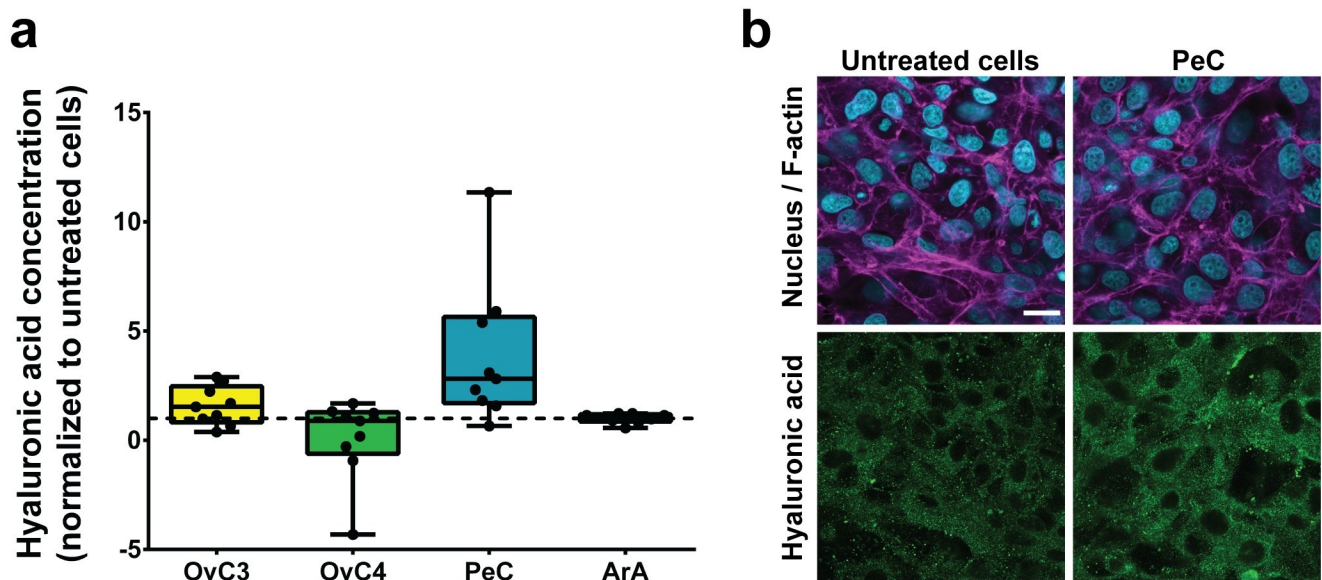 a
b
Untreated cells
PeC
Hyaluronic acid concentration
(normalized to untreated cells)
15
10
5
0
-5
OvC3
OvC4
PeC
ArA
Nucleus / F-actin
Hyaluronic acid